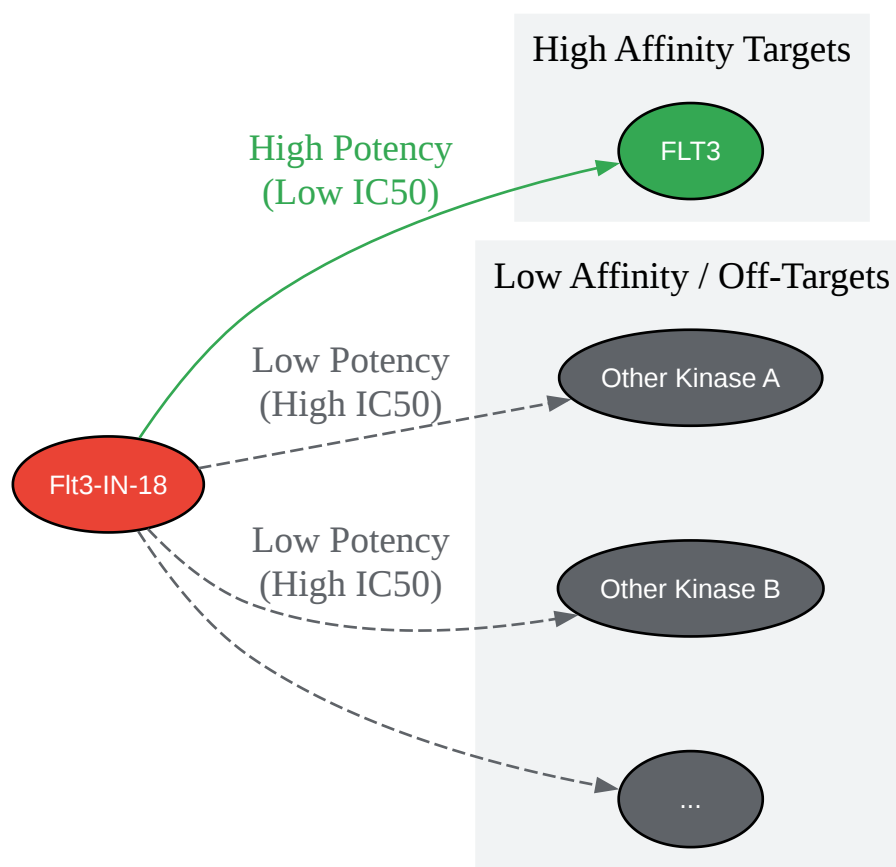 High Affinity Targets
FLT3
High Potency
(Low IC50)
Low Affinity / Off-Targets
Low Potency
(High IC50)
Other Kinase A
Flt3-IN-18
Low Potency
(High IC50)
Other Kinase B
...